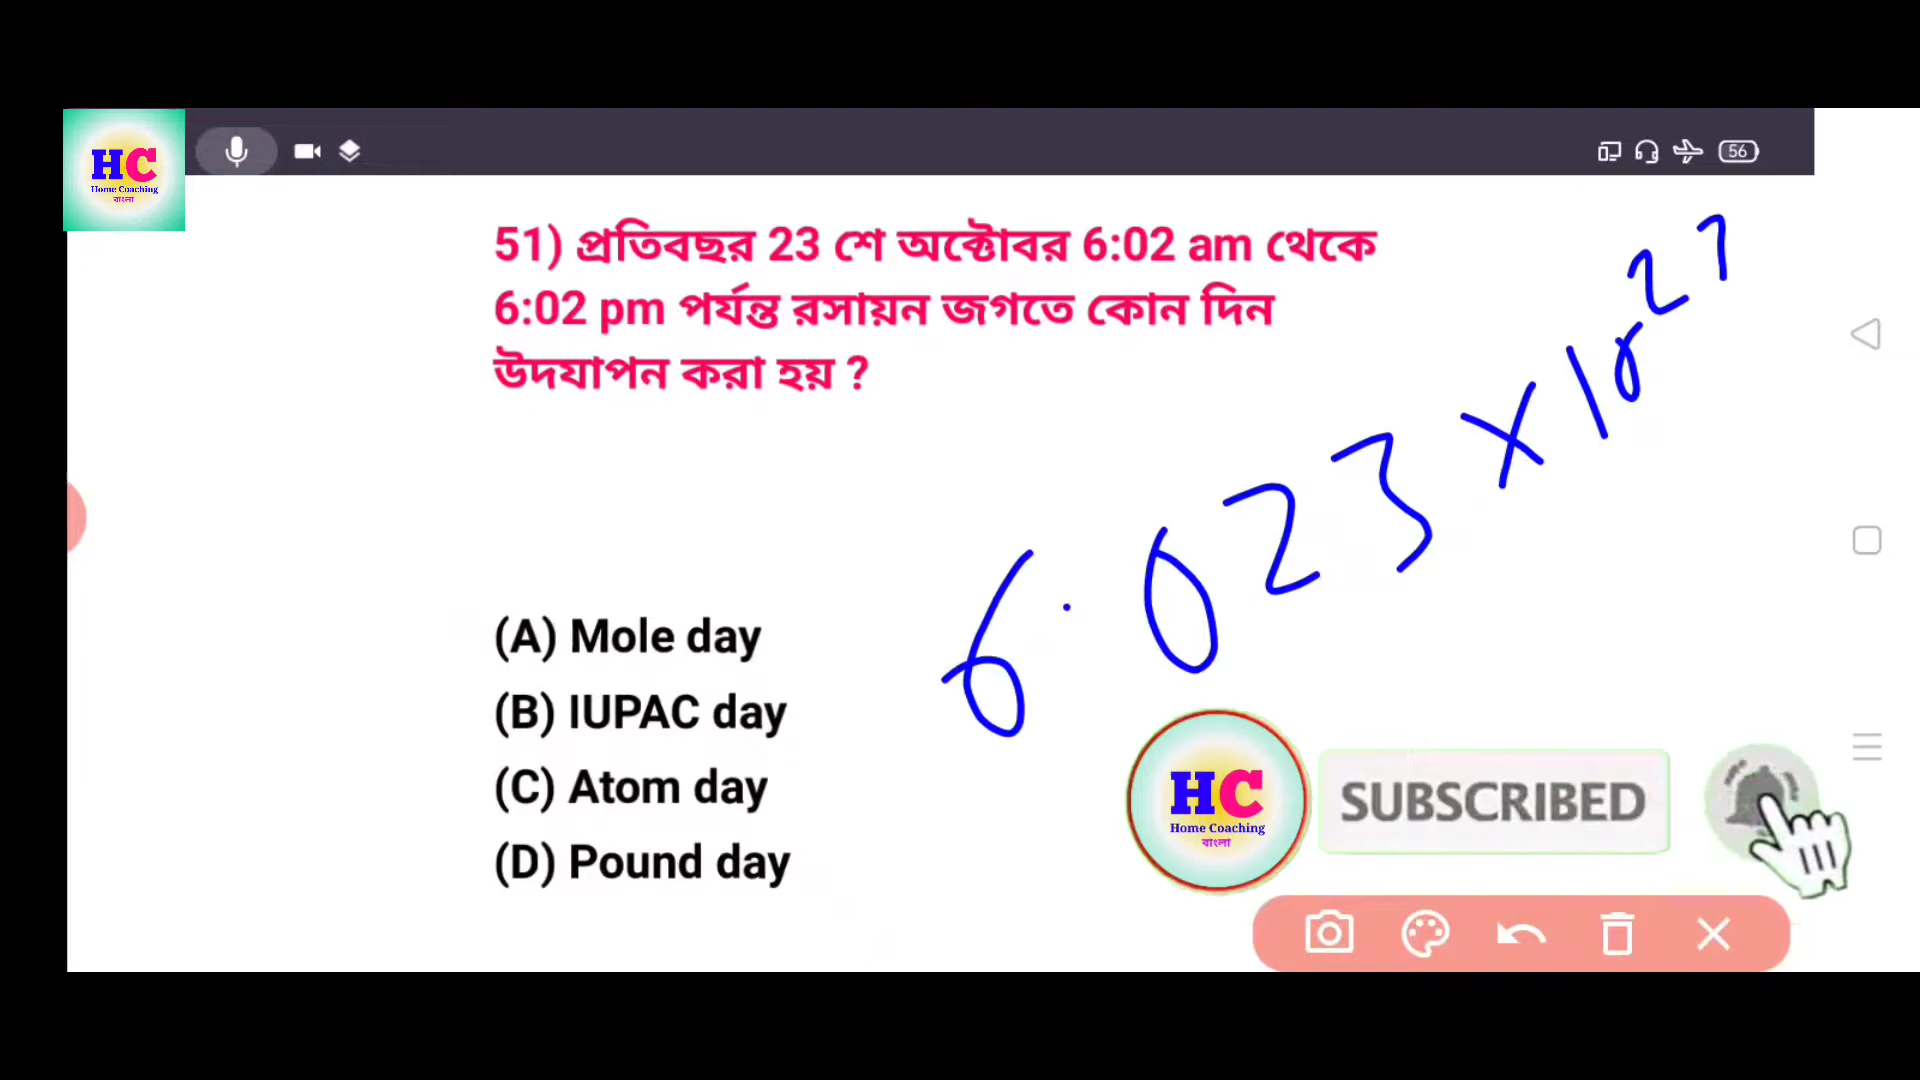 HC
Home Coaching
বাংলা
56
51) প্রতিবছর 23 শে অক্টোবর 6:02 am থেকে
6:02 pm পর্যন্ত রসায়ন জগতে কোন দিন
উদযাপন করা হয় ?
6.023 x 10
(A) Mole day
(B) IUPAC day
(C) Atom day
(D) Pound day
HC
Home Coaching
বাংলা
SUBSCRIBED